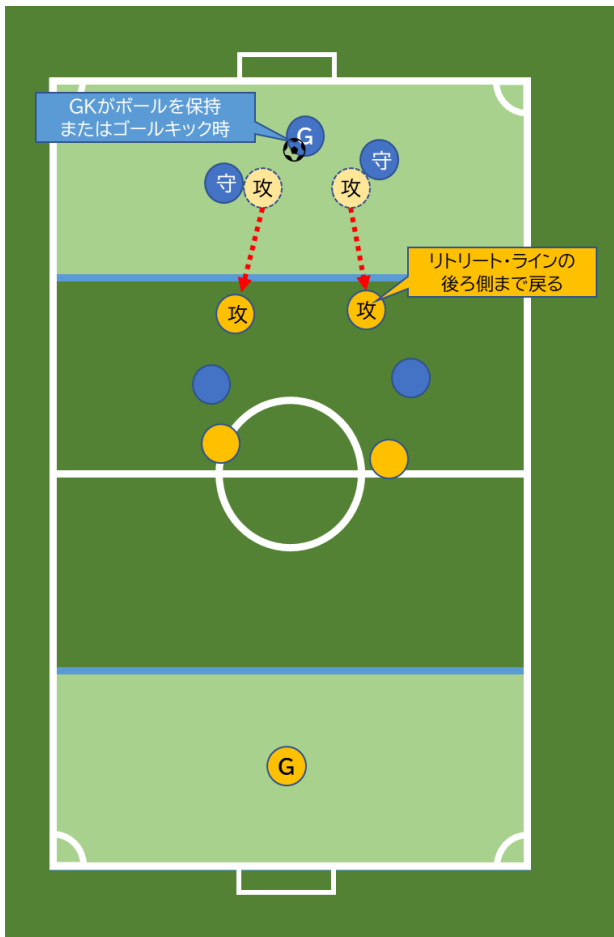 GKがボールを保持
またはゴールキック時
G
守
攻
攻
守
リトリート・ラインの
後ろ側まで戻る
攻
攻
G